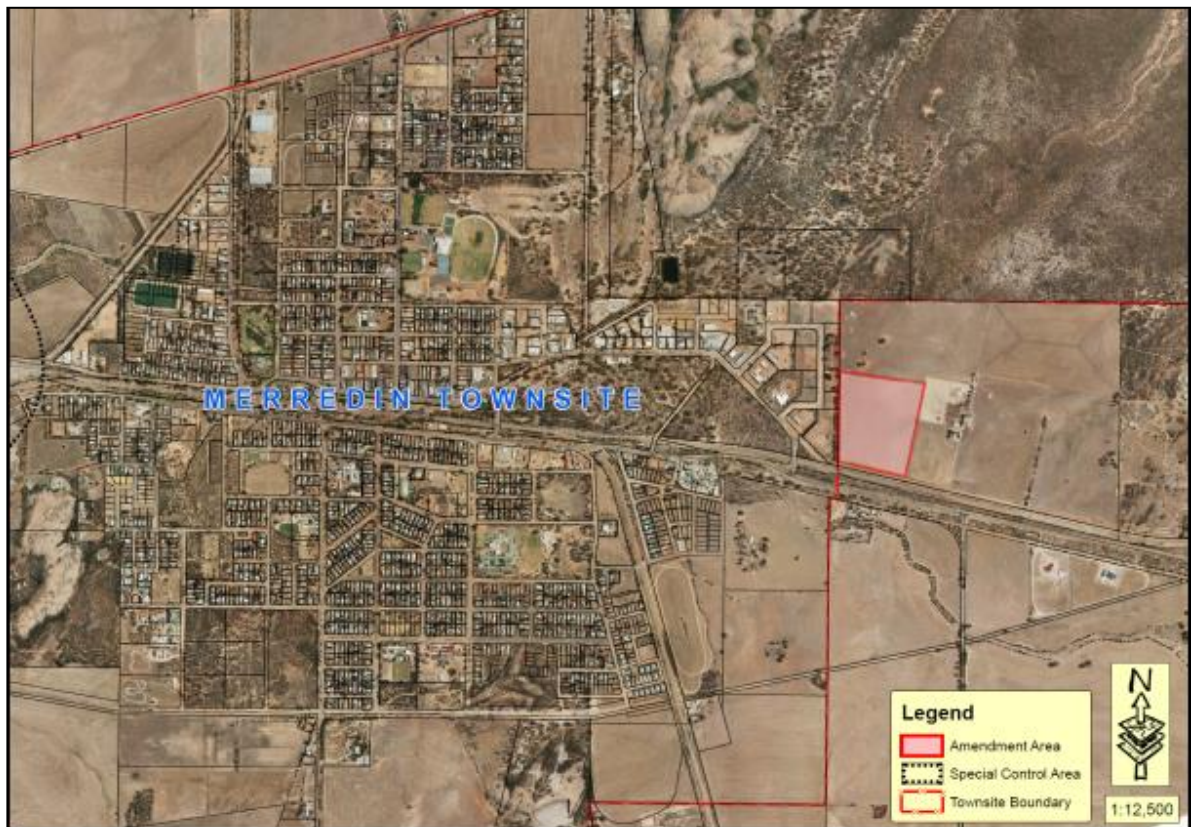 MERREDIN TOWNSITE
Legend
Amendment Area
Special Control Area
Townsite Boundary
N
1:12,500